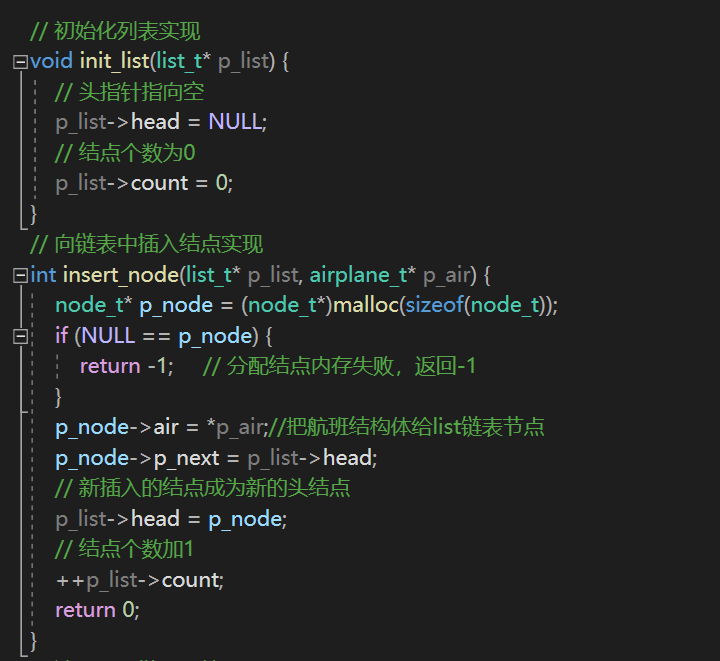 // 初始化列表实现
void init_list(list_t* p_list) {
// 头指针指向空
p_list->head = NULL;
// 结点个数为0
p_list->count = 0;
}
// 向链表中插入结点实现
int insert_node(list_t* p_list, airplane_t* p_air) {
node_t* p_node = (node_t*)malloc(sizeof(node_t));
if (NULL == p_node) {
return -1; // 分配结点内存失败，返回-1
}
p_node->air = *p_air;//把航班结构体给list链表节点
p_node->p_next = p_list->head;
// 新插入的结点成为新的头结点
p_list->head = p_node;
// 结点个数加1
++p_list->count;
return 0;
}